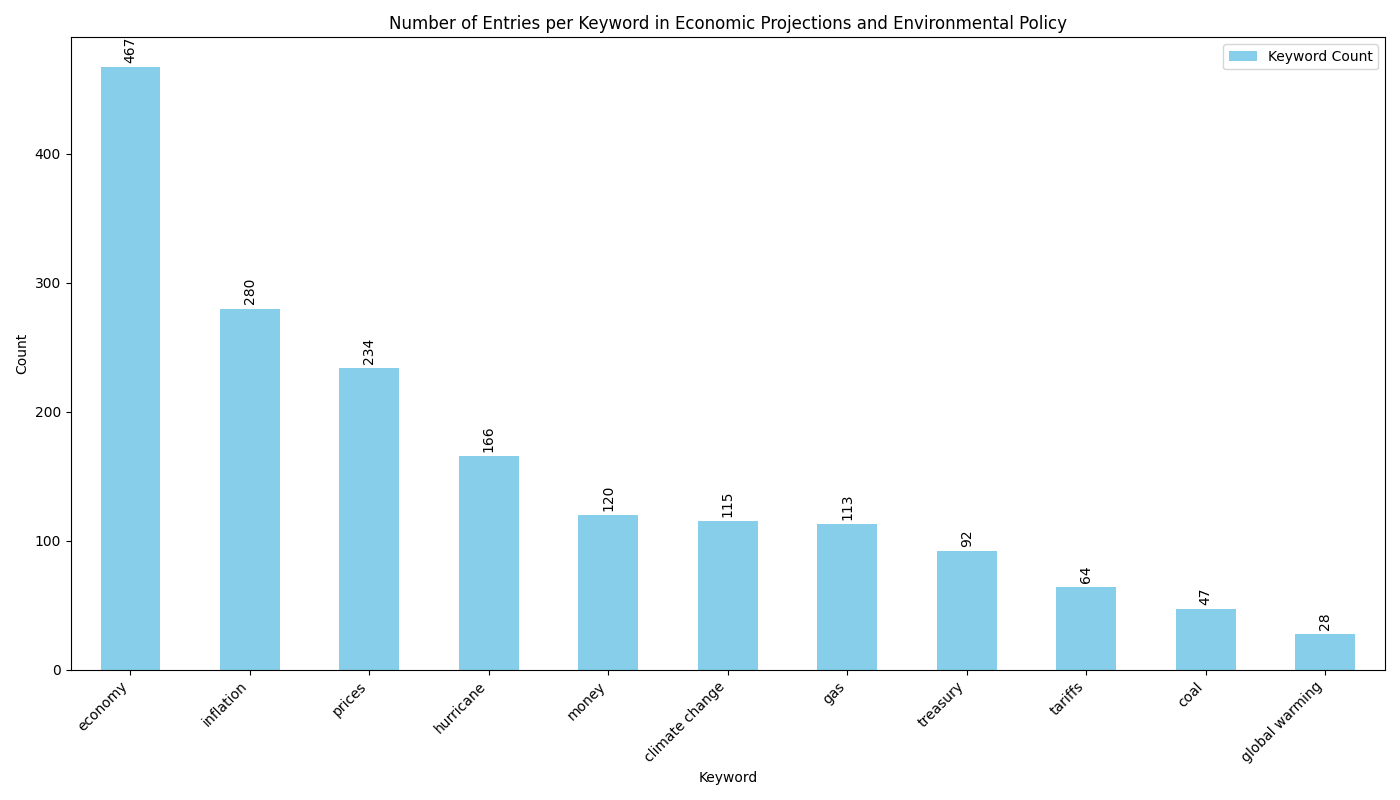 Number of Entries per Keyword in Economic Projections and Environmental Policy
Keyword Count
Count
400
300
200
100
0
467
280
234
166
120
115
113
92
64
47
28
economy
inflation
prices
hurricane
money
climate change
gas
treasury
tariffs
coal
global warming
Keyword